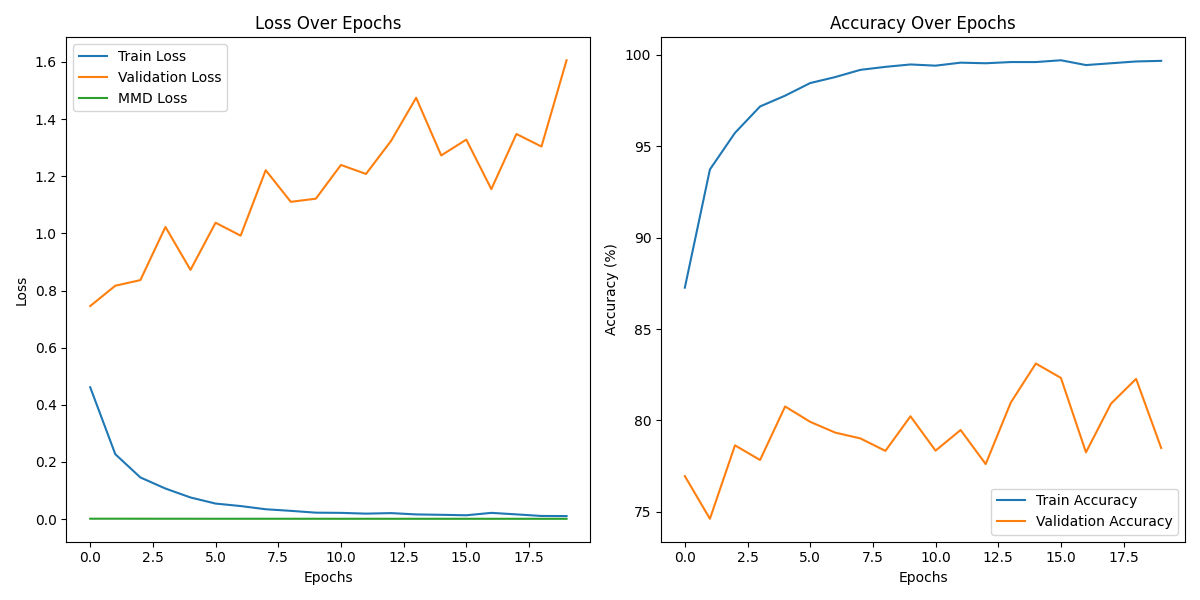 Loss Over Epochs
Train Loss
Validation Loss
MMD Loss
1.6
1.4
1.2
1.0
0.8
0.6
0.4
0.2
0.0
Loss
0.0 2.5 5.0 7.5 10.0 12.5 15.0 17.5
Epochs
Accuracy Over Epochs
100
95
90
85
80
75
Accuracy (%)
Train Accuracy
Validation Accuracy
0.0 2.5 5.0 7.5 10.0 12.5 15.0 17.5
Epochs